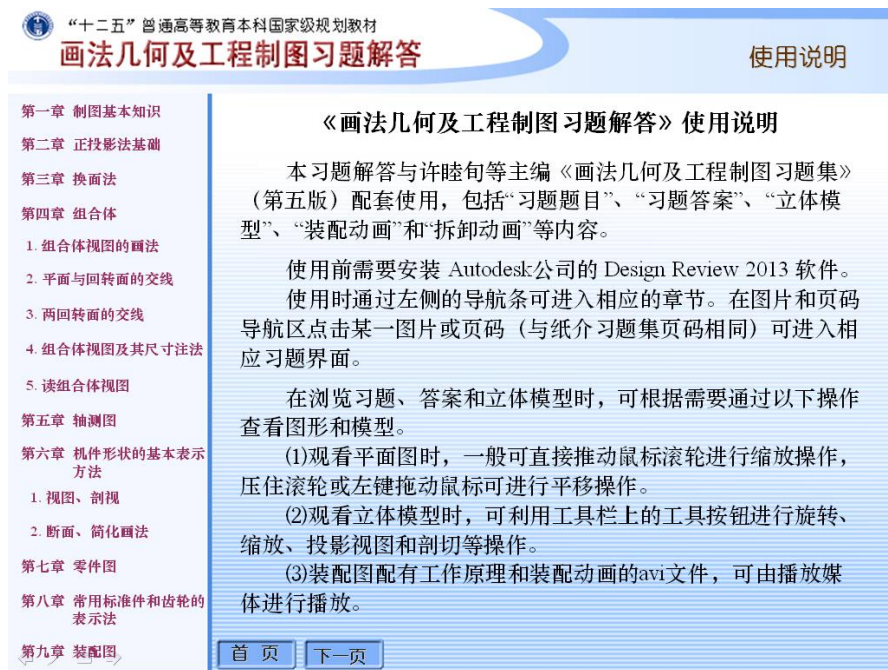 “十二五”普通高等教育本科国家级规划教材
画法几何及工程制图习题解答
使用说明
第一章 制图基本知识
第二章 正投影法基础
第三章 换面法
第四章 组合体
1. 组合体视图的画法
2. 平面与回转面的交线
3. 两回转面的交线
4. 组合体视图及其尺寸注法
5. 读组合体视图
第五章 轴测图
第六章 机件形状的基本表示
方法
1. 视图、剖视
2. 断面、简化画法
第七章 零件图
第八章 常用标准件和齿轮的
表示法
第九章 装配图
《画法几何及工程制图习题解答》使用说明
本习题解答与许睦旬等主编《画法几何及工程制图习题集》
（第五版）配套使用，包括“习题题目”、“习题答案”、“立体模
型”、“装配动画”和“拆卸动画”等内容。
使用前需要安装 Autodesk公司的 Design Review 2013 软件。
使用时通过左侧的导航条可进入相应的章节。在图片和页码
导航区点击某一图片或页码（与纸介习题集页码相同）可进入相
应习题界面。
在浏览习题、答案和立体模型时，可根据需要通过以下操作
查看图形和模型。
⑴观看平面图时，一般可直接推动鼠标滚轮进行缩放操作，
压住滚轮或左键拖动鼠标可进行平移操作。
⑵观看立体模型时，可利用工具栏上的工具按钮进行旋转、
缩放、投影视图和剖切等操作。
⑶装配图配有工作原理和装配动画的avi文件，可由播放媒
体进行播放。
首 页
下一页